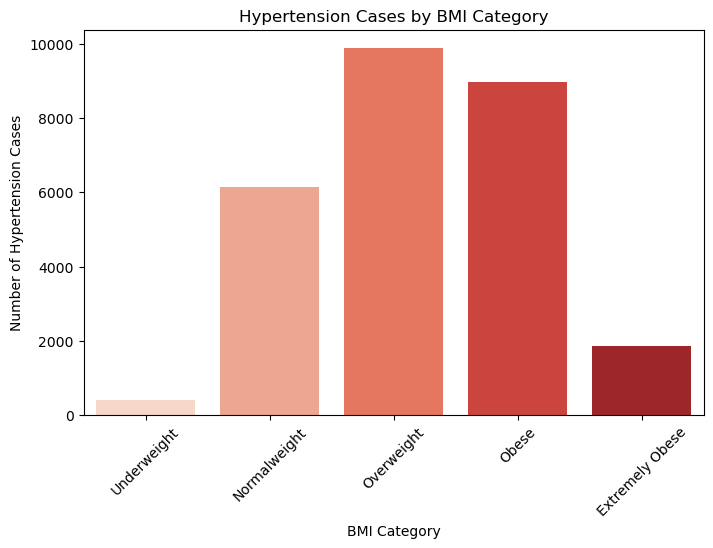 Hypertension Cases by BMI Category
Number of Hypertension Cases
10000
8000
6000
4000
2000
0
Underweight
Normalweight
Overweight
Obese
Extremely Obese
BMI Category